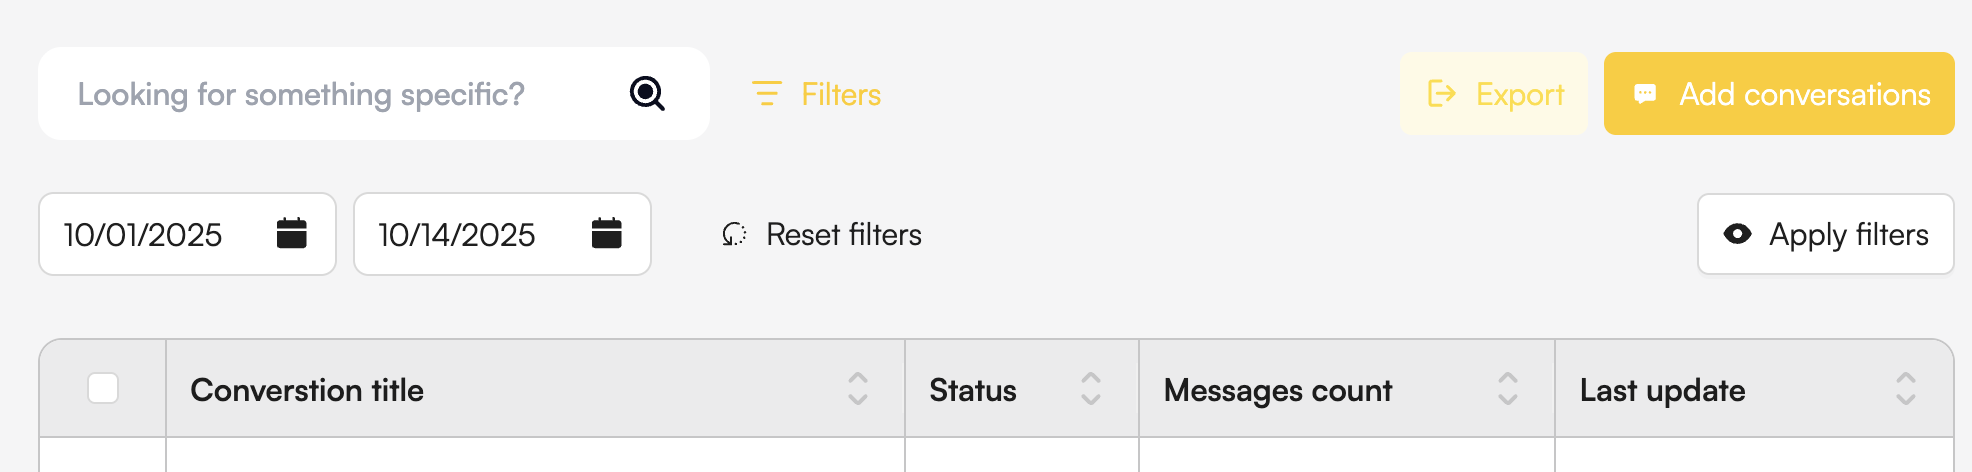 Looking for something specific? Filters Export Add conversations
10/01/2025 10/14/2025 Reset filters Apply filters
Converstion title Status Messages count Last update